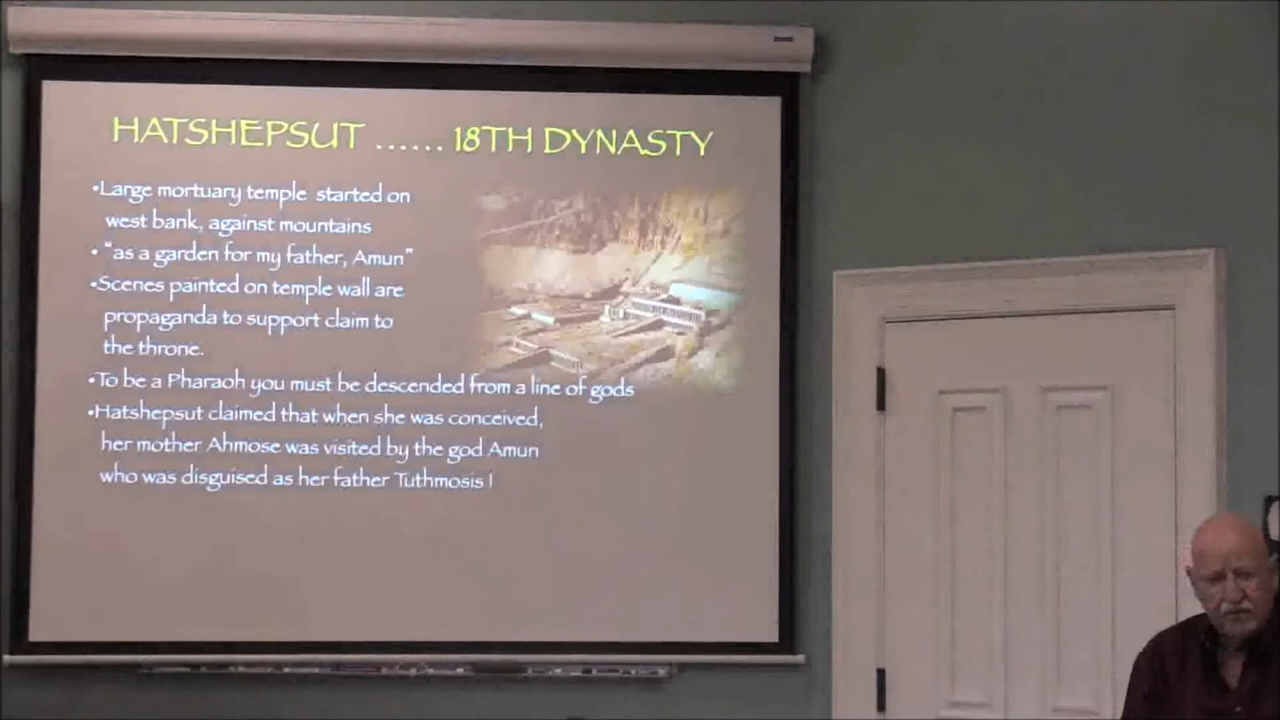 HATSHEPSUT ...... 18TH DYNASTY
•Large mortuary temple started on
west bank, against mountains
• "as a garden for my father, Amun"
•Scenes painted on temple wall are
propaganda to support claim to
the throne.
•To be a Pharaoh you must be descended from a line of gods
•Hatshepsut claimed that when she was conceived,
her mother Ahmose was visited by the god Amun
who was disguised as her father Tuthmosis !